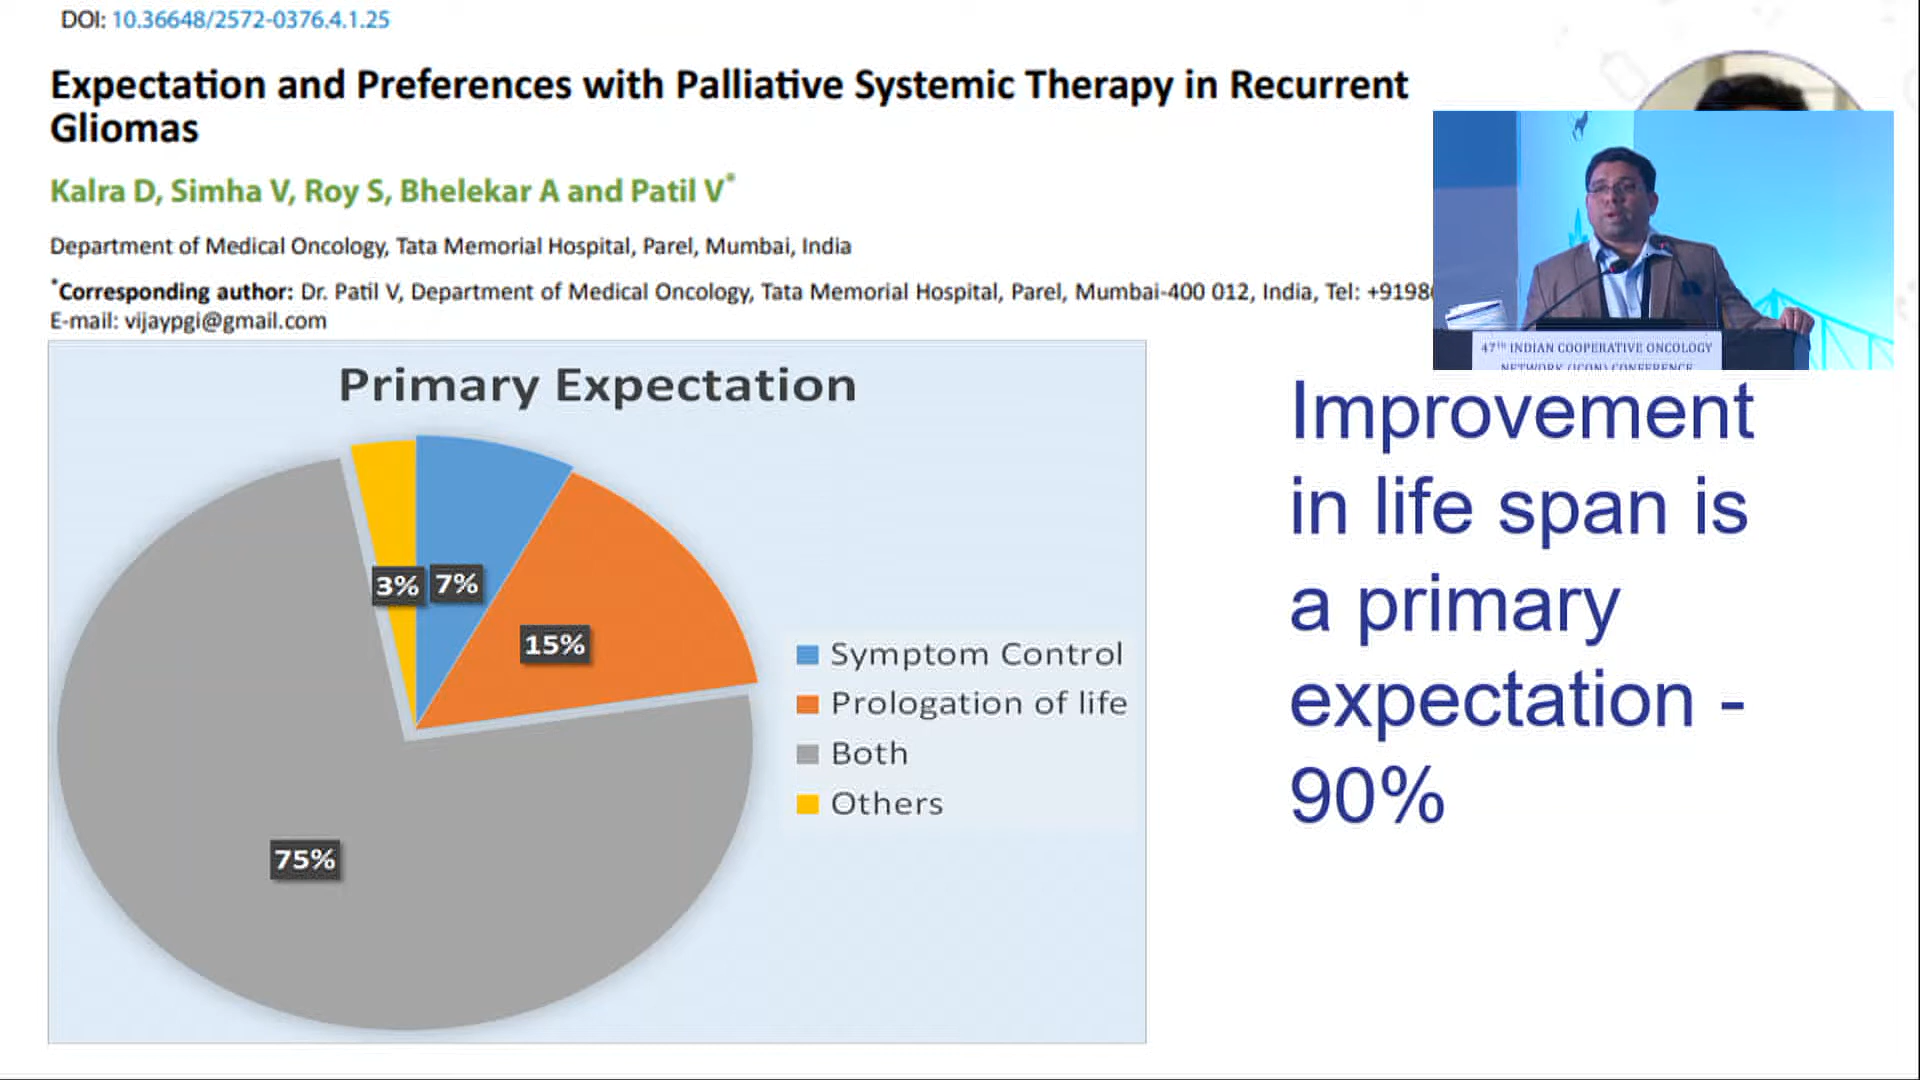 DOI: 10.36648/2572-0376.4.1.25
Expectation and Preferences with Palliative Systemic Therapy in Recurrent
Gliomas
Kalra D, Simha V, Roy S, Bhelekar A and Patil V*
Department of Medical Oncology, Tata Memorial Hospital, Parel, Mumbai, India
*Corresponding author: Dr. Patil V, Department of Medical Oncology, Tata Memorial Hospital, Parel, Mumbai-400 012, India, Tel:
E-mail: vijaypgi@gmail.com
47TH INDIAN COOPERATIVE ONCOLOGY
NETWORK (ICON) CONFERENCE
Primary Expectation
3%
7%
15%
75%
Symptom Control
Prologation of life
Both
Others
Improvement
in life span is
a primary
expectation -
90%